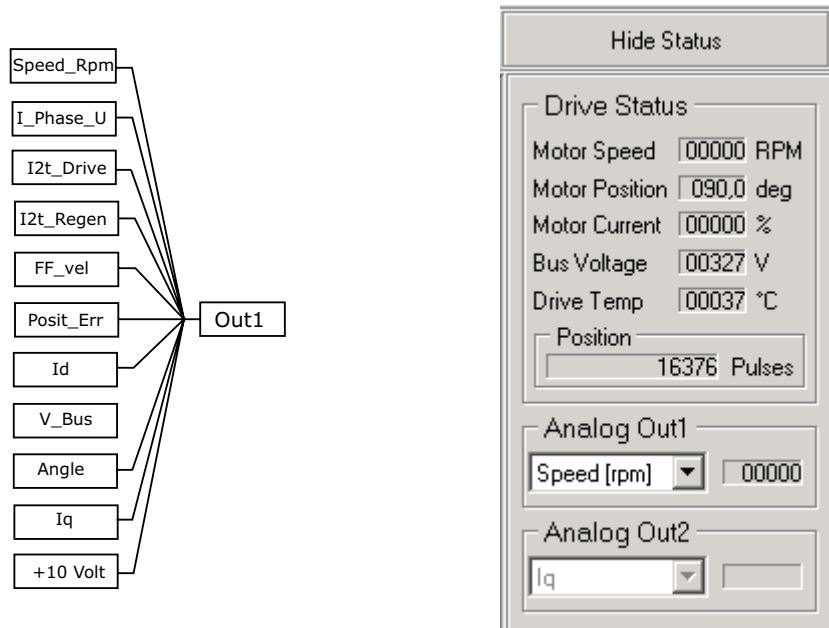 Speed_Rpm
I_Phase_U
I2t_Drive
I2t_Regen
FF_vel
Posit_Err
Id
V_Bus
Angle
Iq
+10 Volt
Out1
Hide Status
Drive Status
Motor Speed 00000 RPM
Motor Position 090,0 deg
Motor Current 00000 %
Bus Voltage 00327 V
Drive Temp 00037 °C
Position
16376 Pulses
Analog Out1
Speed [rpm] 00000
Analog Out2
Iq